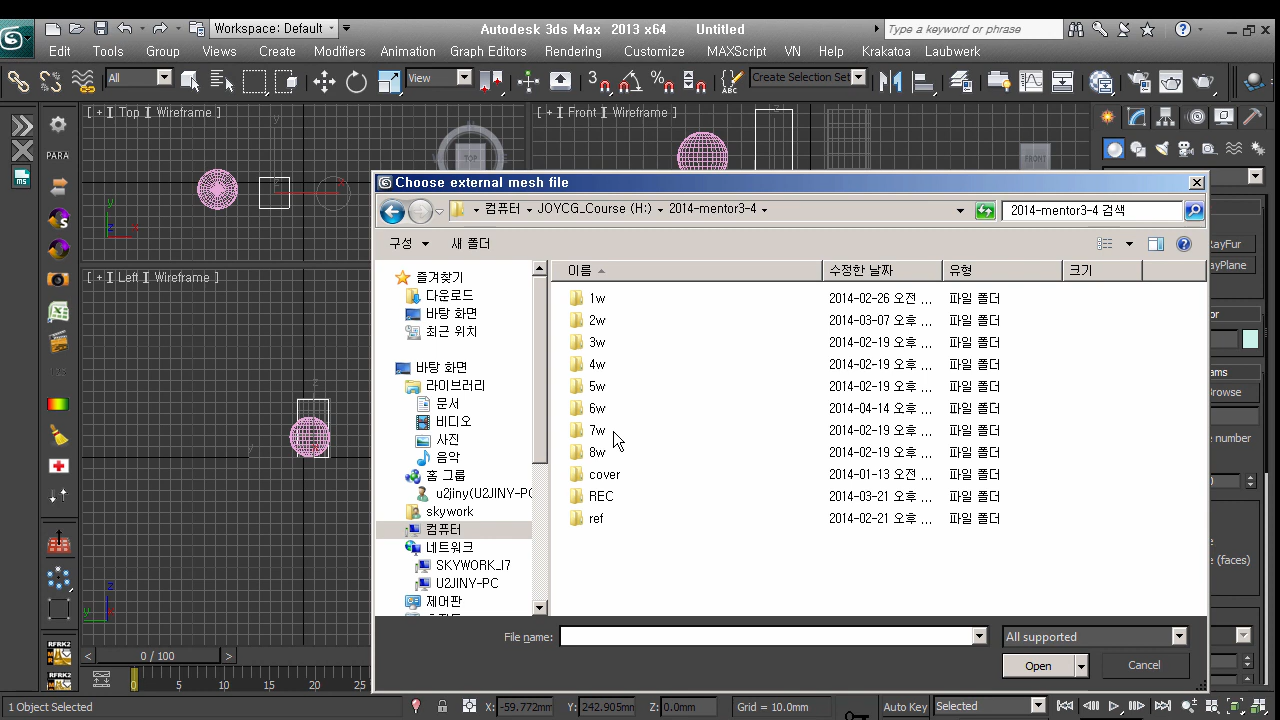 Workspace: Default
Autodesk 3ds Max 2013 x64 Untitled
Type a keyword or phrase
Edit Tools Group Views Create Modifiers Animation Graph Editors Rendering Customize MAXScript VN Help Krakatoa Laubwerk
All
View
Create Selection Set
[ + ] Top ] Wireframe ]
[ + ] Front ] Wireframe ]
PARA
TOP
FRONT
Choose external mesh file
컴퓨터 JOYCG_Course (H:) 2014-mentor3-4
2014-mentor3-4 검색
구성 새 폴더
[ + ] Left ] Wireframe ]
즐겨찾기
다운로드
바탕 화면
최근 위치
바탕 화면
라이브러리
문서
비디오
사진
음악
홈 그룹
u2jiny(U2JINY-PC
skywork
컴퓨터
네트워크
SKYWORK_I7
U2JINY-PC
제어판
이름 수정한 날짜 유형 크기
1w 2014-02-26 오전 ... 파일 폴더
2w 2014-03-07 오후 ... 파일 폴더
3w 2014-02-19 오후 ... 파일 폴더
4w 2014-02-19 오후 ... 파일 폴더
5w 2014-02-19 오후 ... 파일 폴더
6w 2014-04-14 오후 ... 파일 폴더
7w 2014-02-19 오후 ... 파일 폴더
8w 2014-02-19 오후 ... 파일 폴더
cover 2014-01-13 오전 ... 파일 폴더
REC 2014-03-21 오후 ... 파일 폴더
ref 2014-02-21 오후 ... 파일 폴더
RayFur
ayPlane
or
ams
Browse
e number
e (faces)
File name:
All supported
Open
Cancel
RFRK2
RFRK2
< 0 / 100 >
0 5 10 15 20 25
1 Object Selected
X: -59.772mm Y: 242.905mm Z: 0.0mm Grid = 10.0mm Auto Key Selected